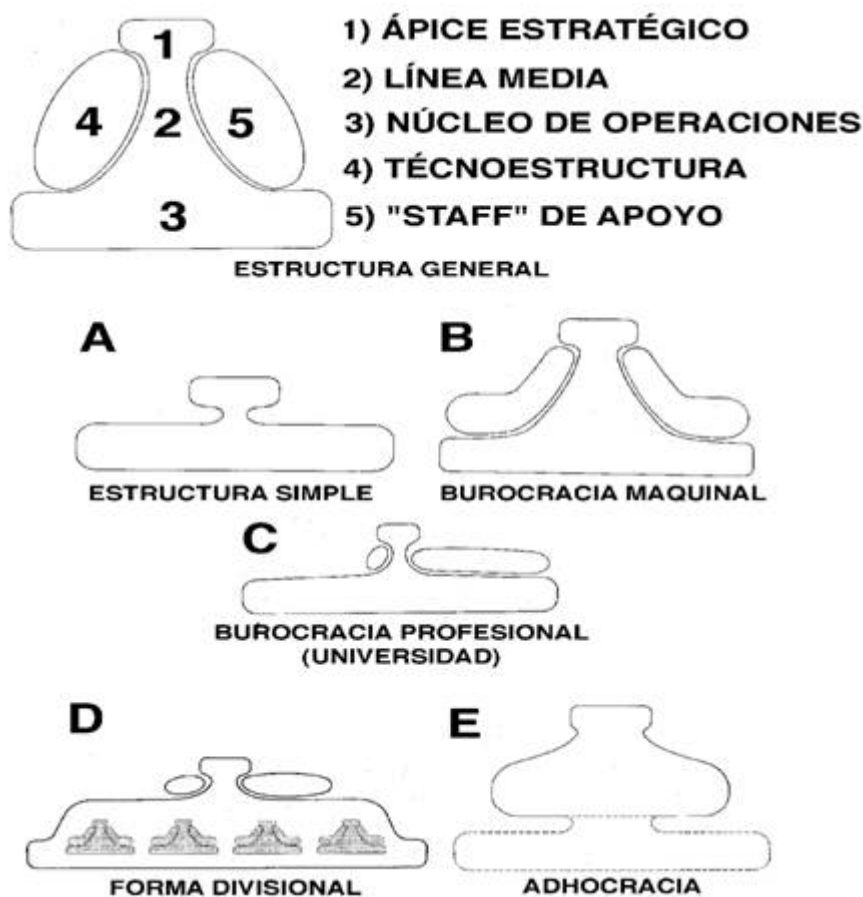 1
4
2
5
3
1) ÁPICE ESTRATÉGICO
2) LÍNEA MEDIA
3) NÚCLEO DE OPERACIONES
4) TÉCNOESTRUCTURA
5) "STAFF" DE APOYO
ESTRUCTURA GENERAL
A
ESTRUCTURA SIMPLE
B
BUROCRACIA MAQUINAL
C
BUROCRACIA PROFESIONAL
(UNIVERSIDAD)
D
FORMA DIVISIONAL
E
ADHOCRACIA